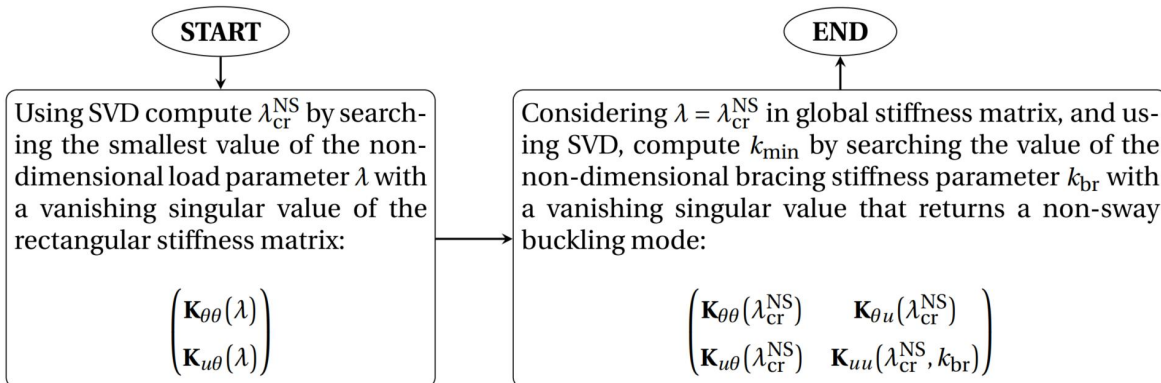 START
Using SVD compute λ_cr^NS by search-
ing the smallest value of the non-
dimensional load parameter λ with
a vanishing singular value of the
rectangular stiffness matrix:
(K_θθ(λ)
K_uθ(λ))
END
Considering λ = λ_cr^NS in global stiffness matrix, and us-
ing SVD, compute k_min by searching the value of the
non-dimensional bracing stiffness parameter k_br with
a vanishing singular value that returns a non-sway
buckling mode:
(K_θθ(λ_cr^NS) K_θu(λ_cr^NS)
K_uθ(λ_cr^NS) K_uu(λ_cr^NS, k_br))